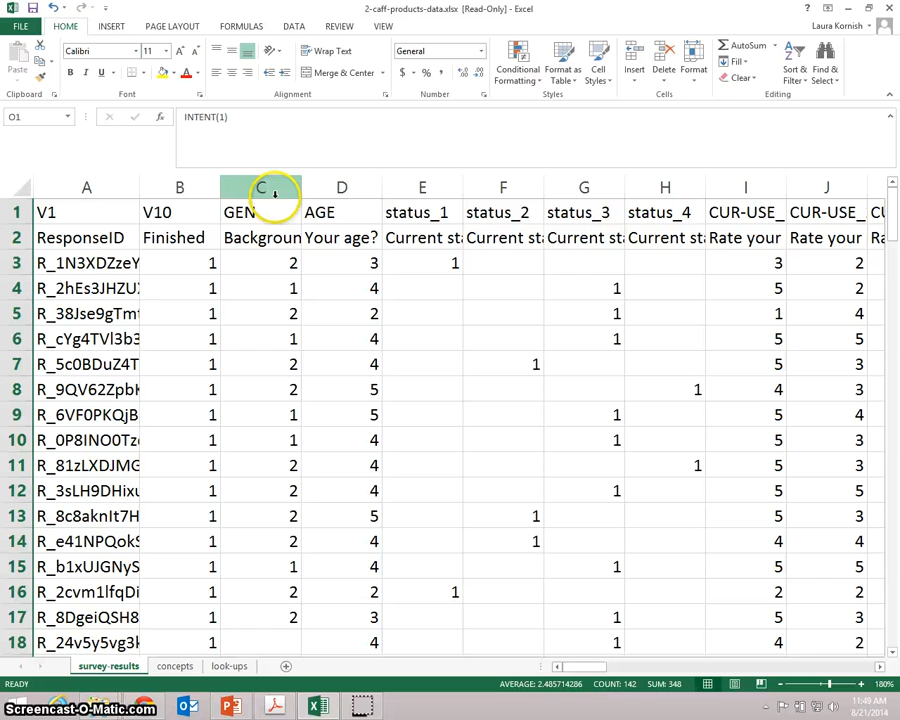 2-caff-products-data.xlsx [Read-Only] - Excel
FILE HOME INSERT PAGE LAYOUT FORMULAS DATA REVIEW VIEW Laura Kornish
Calibri 11 Wrap Text General AutoSum
Paste Merge & Center Conditional Formatting Format as Table Cell Styles Insert Delete Format Fill Clear Sort & Filter Find & Select
Clipboard Font Alignment Number Styles Cells Editing
O1 INTENT(1)
A B C D E F G H I J
1 V1 V10 GEN AGE status_1 status_2 status_3 status_4 CUR-USE_ CUR-USE_
2 ResponseID Finished Backgroun Your age? Current sta Current sta Current sta Current sta Rate your Rate your
3 R_1N3XDZzeY 1 2 3 1 3 2
4 R_2hEs3JHZU 1 1 4 1 5 2
5 R_38Jse9gTm 1 2 2 1 1 4
6 R_cYg4TVl3b3 1 1 4 1 5 5
7 R_5c0BDuZ4T 1 2 4 1 5 3
8 R_9QV62Zpbk 1 2 5 1 4 3
9 R_6VF0PKQjB 1 1 5 1 5 3
10 R_0P8INO0Tz 1 1 4 1 5 3
11 R_81zLXDJMG 1 2 4 1 5 3
12 R_3sLH9DHixu 1 2 4 1 5 5
13 R_8c8aknIt7H 1 2 5 1 5 3
14 R_e41NPQokS 1 2 4 1 4 4
15 R_b1xUJGNyS 1 1 4 1 5 5
16 R_2cvm1lfqDi 1 2 2 1 2 2
17 R_8DgeiQSH8 1 2 3 1 5 3
18 R_24v5y5vg3k 1 4 1 4 2
survey-results concepts look-ups
READY AVERAGE: 2.485714286 COUNT: 142 SUM: 348 180%
Screencast-O-Matic.com 11:49 AM
8/21/2014